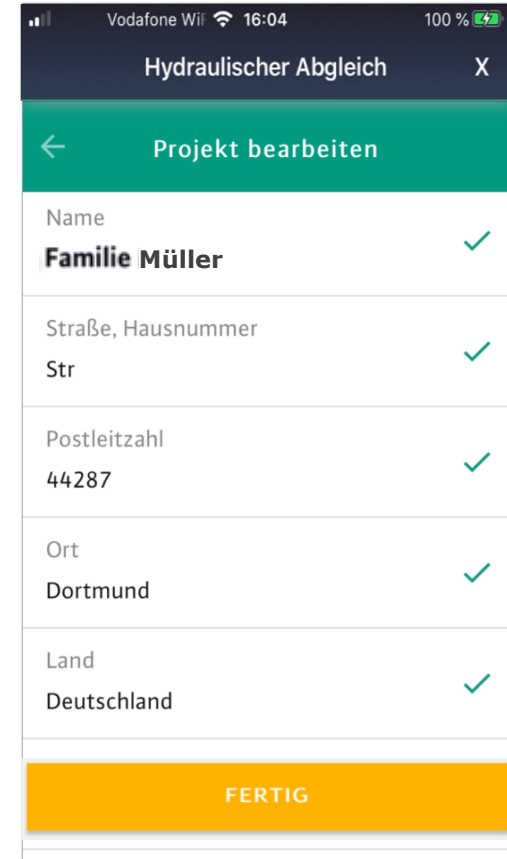 Vodafone WiF 16:04 100 %
Hydraulischer Abgleich X
Projekt bearbeiten
Name
Familie Müller
Straße, Hausnummer
Str
Postleitzahl
44287
Ort
Dortmund
Land
Deutschland
FERTIG